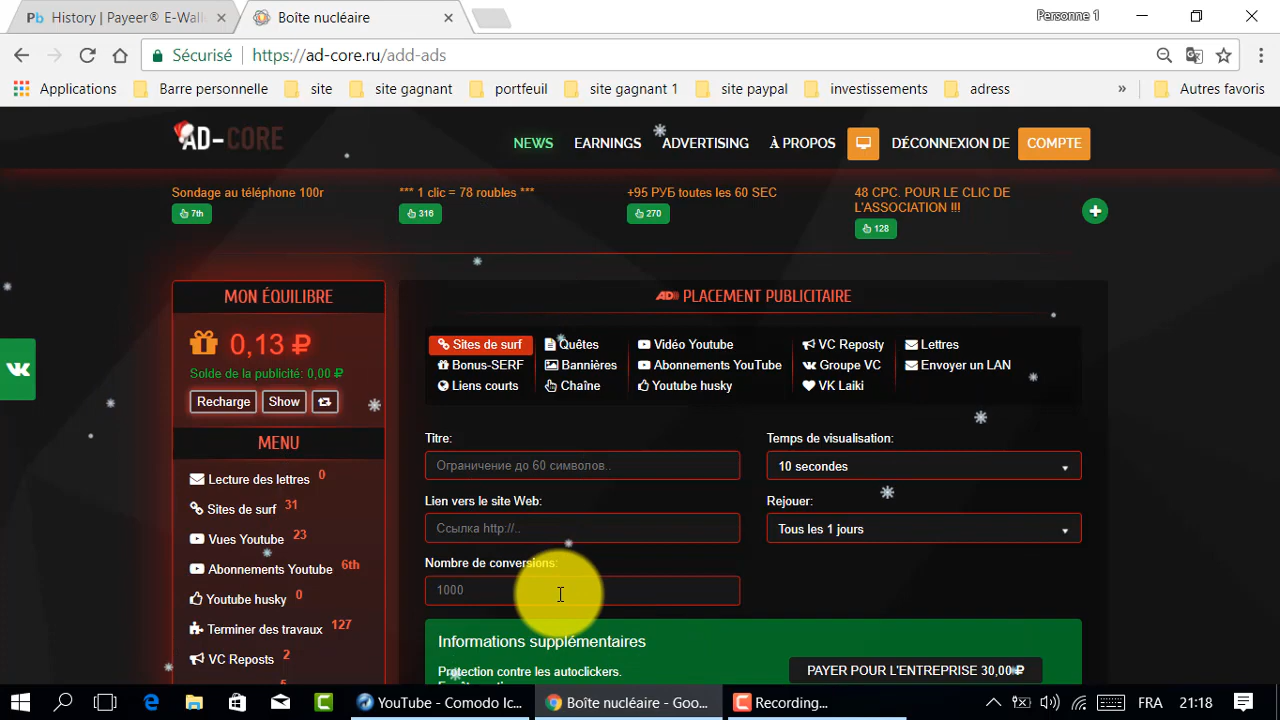 History | Payeer® E-Wall
Boîte nucléaire
Personne 1
Sécurisé
https://ad-core.ru/add-ads
Applications
Barre personnelle
site
site gagnant
portfeuil
site gagnant 1
site paypal
investissements
adress
»
Autres favoris
AD-CORE
NEWS
EARNINGS
ADVERTISING
À PROPOS
DÉCONNEXION DE
COMPTE
Sondage au téléphone 100r
7th
*** 1 clic = 78 roubles ***
316
+95 РУБ toutes les 60 SEC
270
48 CPC. POUR LE CLIC DE
L'ASSOCIATION !!!
128
MON ÉQUILIBRE
0,13 ₽
Solde de la publicité: 0,00 ₽
Recharge
Show
MENU
Lecture des lettres 0
Sites de surf 31
Vues Youtube 23
Abonnements Youtube 6th
Youtube husky 0
Terminer des travaux 127
VC Reposts 2
AD PLACEMENT PUBLICITAIRE
Sites de surf
Quêtes
Vidéo Youtube
VC Reposty
Lettres
Bonus-SERF
Bannières
Abonnements YouTube
Groupe VC
Envoyer un LAN
Liens courts
Chaîne
Youtube husky
VK Laiki
Titre:
Ограничение до 60 символов..
Temps de visualisation:
10 secondes
Lien vers le site Web:
Ссылка http://..
Rejouer:
Tous les 1 jours
Nombre de conversions:
1000
Informations supplémentaires
Protection contre les autoclickers.
PAYER POUR L'ENTREPRISE 30,00 ₽
YouTube - Comodo Ic...
Boîte nucléaire - Goo...
Recording...
FRA
21:18